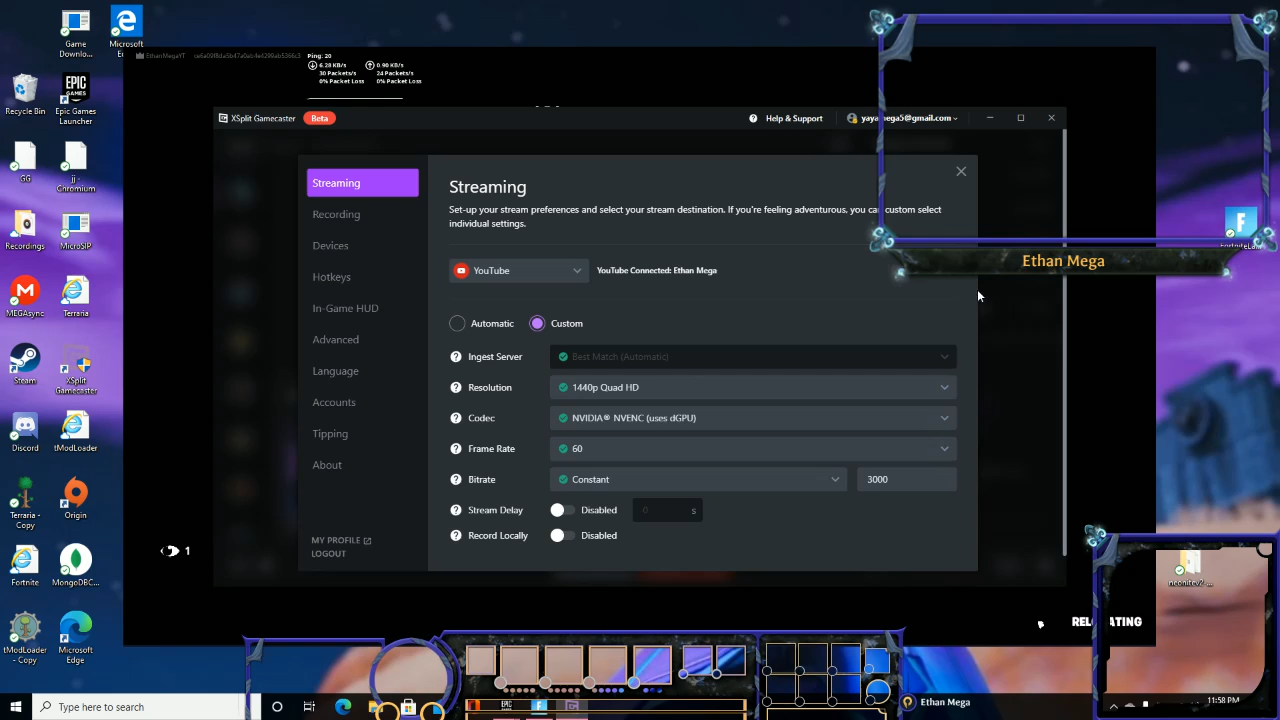 Game
Downlo...
Microsoft
Recycle Bin
Epic Games
Launcher
GG
jj -
Chromium
Recordings
MicroSIP
MEGAsync
Terraria
Steam
XSplit
Gamecaster
Discord
tModLoader
Terraria -
Copy
Origin
Fortnite
MongoDBC...
tModLoader
- Copy
Microsoft
Edge
EthanMegaYT
Ping: 20
6.28 KB/s
0.90 KB/s
30 Packets/s
24 Packets/s
0% Packet Loss
0% Packet Loss
XSplit Gamecaster
Beta
Help & Support
yayamega5@gmail.com
Streaming
Recording
Devices
Hotkeys
In-Game HUD
Advanced
Language
Accounts
Tipping
About
MY PROFILE
LOGOUT
Streaming
Set-up your stream preferences and select your stream destination. If you're feeling adventurous, you can custom select
individual settings.
YouTube
YouTube Connected: Ethan Mega
Automatic
Custom
Ingest Server
Best Match (Automatic)
Resolution
1440p Quad HD
Codec
NVIDIA® NVENC (uses dGPU)
Frame Rate
60
Bitrate
Constant
3000
Stream Delay
Disabled
0
s
Record Locally
Disabled
Ethan Mega
1
neonitev2-...
EPIC
GAMES
Type here to search
Ethan Mega
11:58 PM